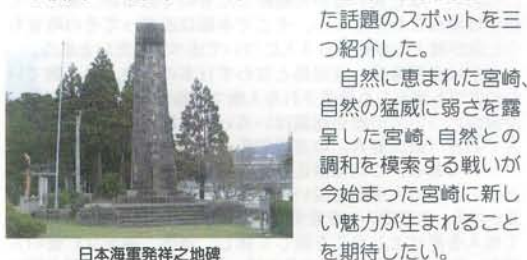 た話題のスポットを三
つ紹介した。
自然に恵まれた宮崎、
自然の猛威に弱さを露
呈した宮崎、自然との
調和を模索する戦いが
今始まった宮崎に新し
い魅力が生まれること
を期待したい。
日本海軍発祥之地碑